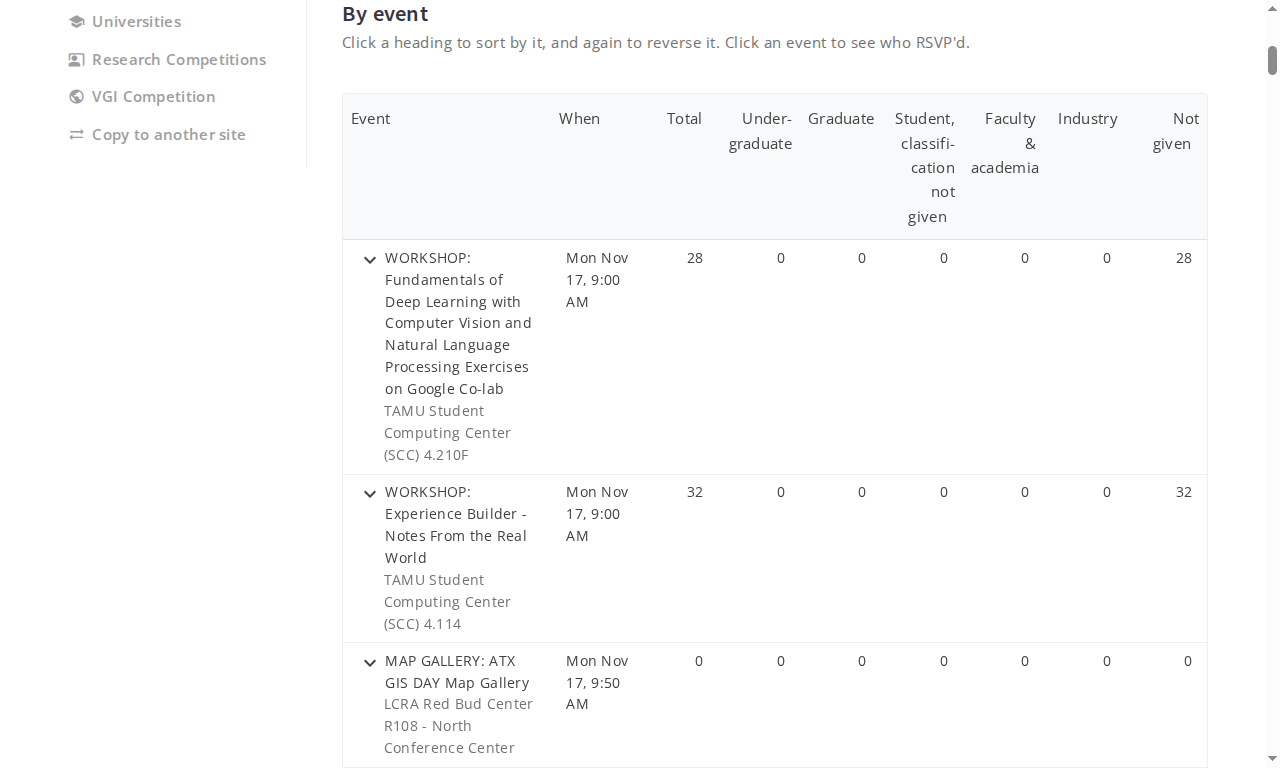 Universities
Research Competitions
VGI Competition
Copy to another site
By event
Click a heading to sort by it, and again to reverse it. Click an event to see who RSVP'd.
Event When Total Under-graduate Graduate Student, classifi-cation not given Faculty & academia Industry Not given
WORKSHOP: Mon Nov 28 0 0 0 0 0 28
Fundamentals of 17, 9:00
Deep Learning with AM
Computer Vision and
Natural Language
Processing Exercises
on Google Co-lab
TAMU Student
Computing Center
(SCC) 4.210F
WORKSHOP: Mon Nov 32 0 0 0 0 0 32
Experience Builder - 17, 9:00
Notes From the Real AM
World
TAMU Student
Computing Center
(SCC) 4.114
MAP GALLERY: ATX Mon Nov 0 0 0 0 0 0 0
GIS DAY Map Gallery 17, 9:50
LCRA Red Bud Center AM
R108 - North
Conference Center